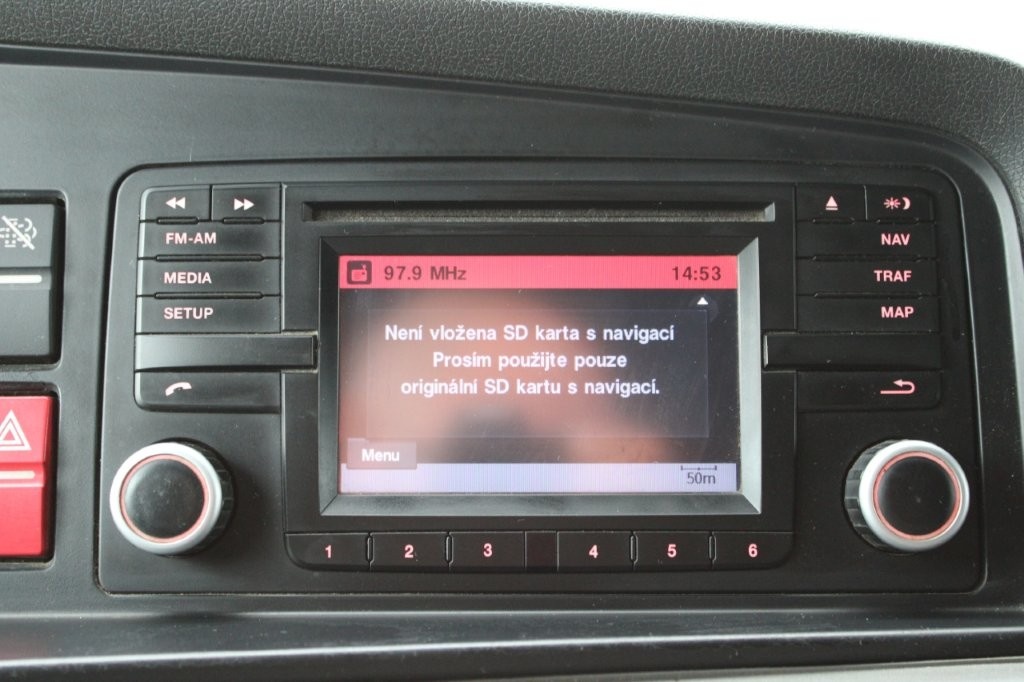 FM-AM
MEDIA
SETUP
NAV
TRAF
MAP
97.9 MHz 14:53
Není vložena SD karta s navigací
Prosím použijte pouze
originální SD kartu s navigací.
Menu
50m
1 2 3 4 5 6